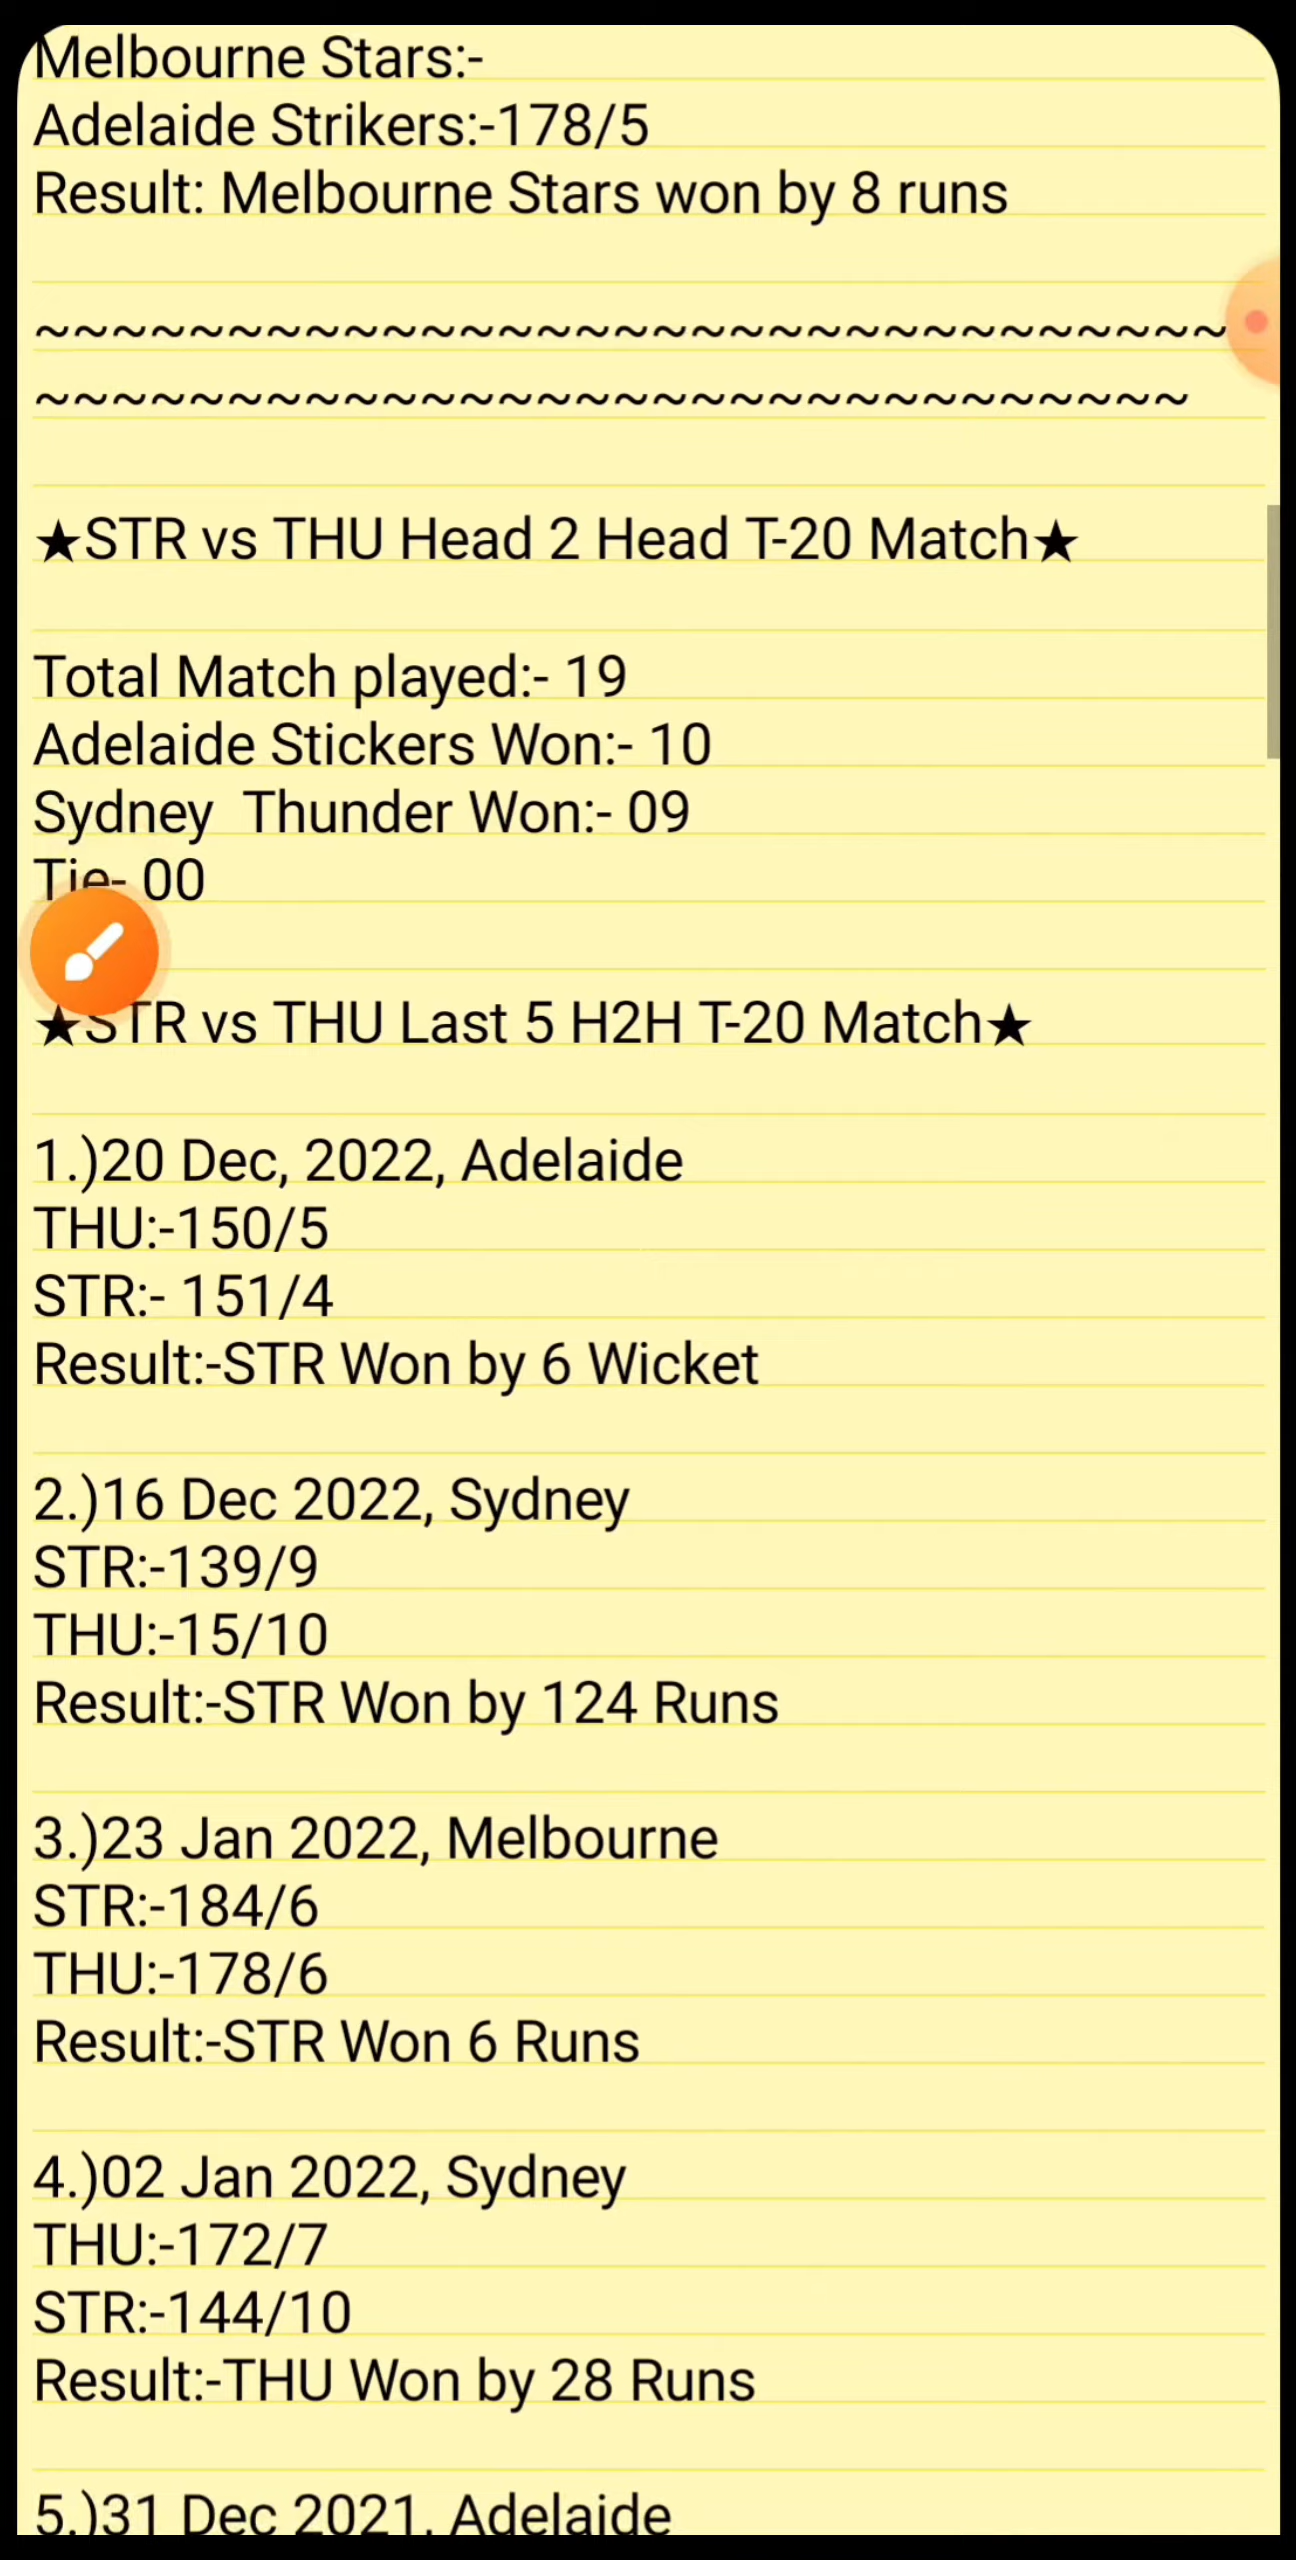 Melbourne Stars:-
Adelaide Strikers:-178/5
Result: Melbourne Stars won by 8 runs
~~~~~~~~~~~~~~~~~~~~~~~~~~~~~~~
~~~~~~~~~~~~~~~~~~~~~~~~~~~~~~
★STR vs THU Head 2 Head T-20 Match★
Total Match played:- 19
Adelaide Stickers Won:- 10
Sydney  Thunder Won:- 09
Tie- 00
★STR vs THU Last 5 H2H T-20 Match★
1.)20 Dec, 2022, Adelaide
THU:-150/5
STR:- 151/4
Result:-STR Won by 6 Wicket
2.)16 Dec 2022, Sydney
STR:-139/9
THU:-15/10
Result:-STR Won by 124 Runs
3.)23 Jan 2022, Melbourne
STR:-184/6
THU:-178/6
Result:-STR Won 6 Runs
4.)02 Jan 2022, Sydney
THU:-172/7
STR:-144/10
Result:-THU Won by 28 Runs
5.)31 Dec 2021, Adelaide